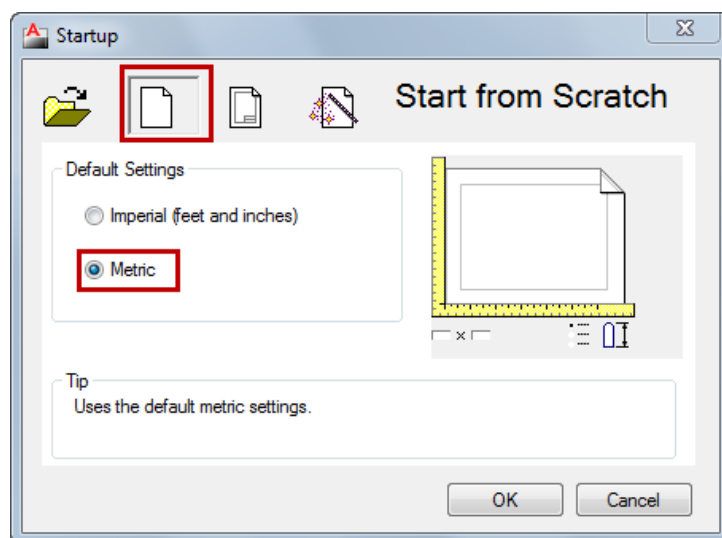 Startup
Start from Scratch
Default Settings
Imperial (feet and inches)
Metric
Tip
Uses the default metric settings.
OK
Cancel